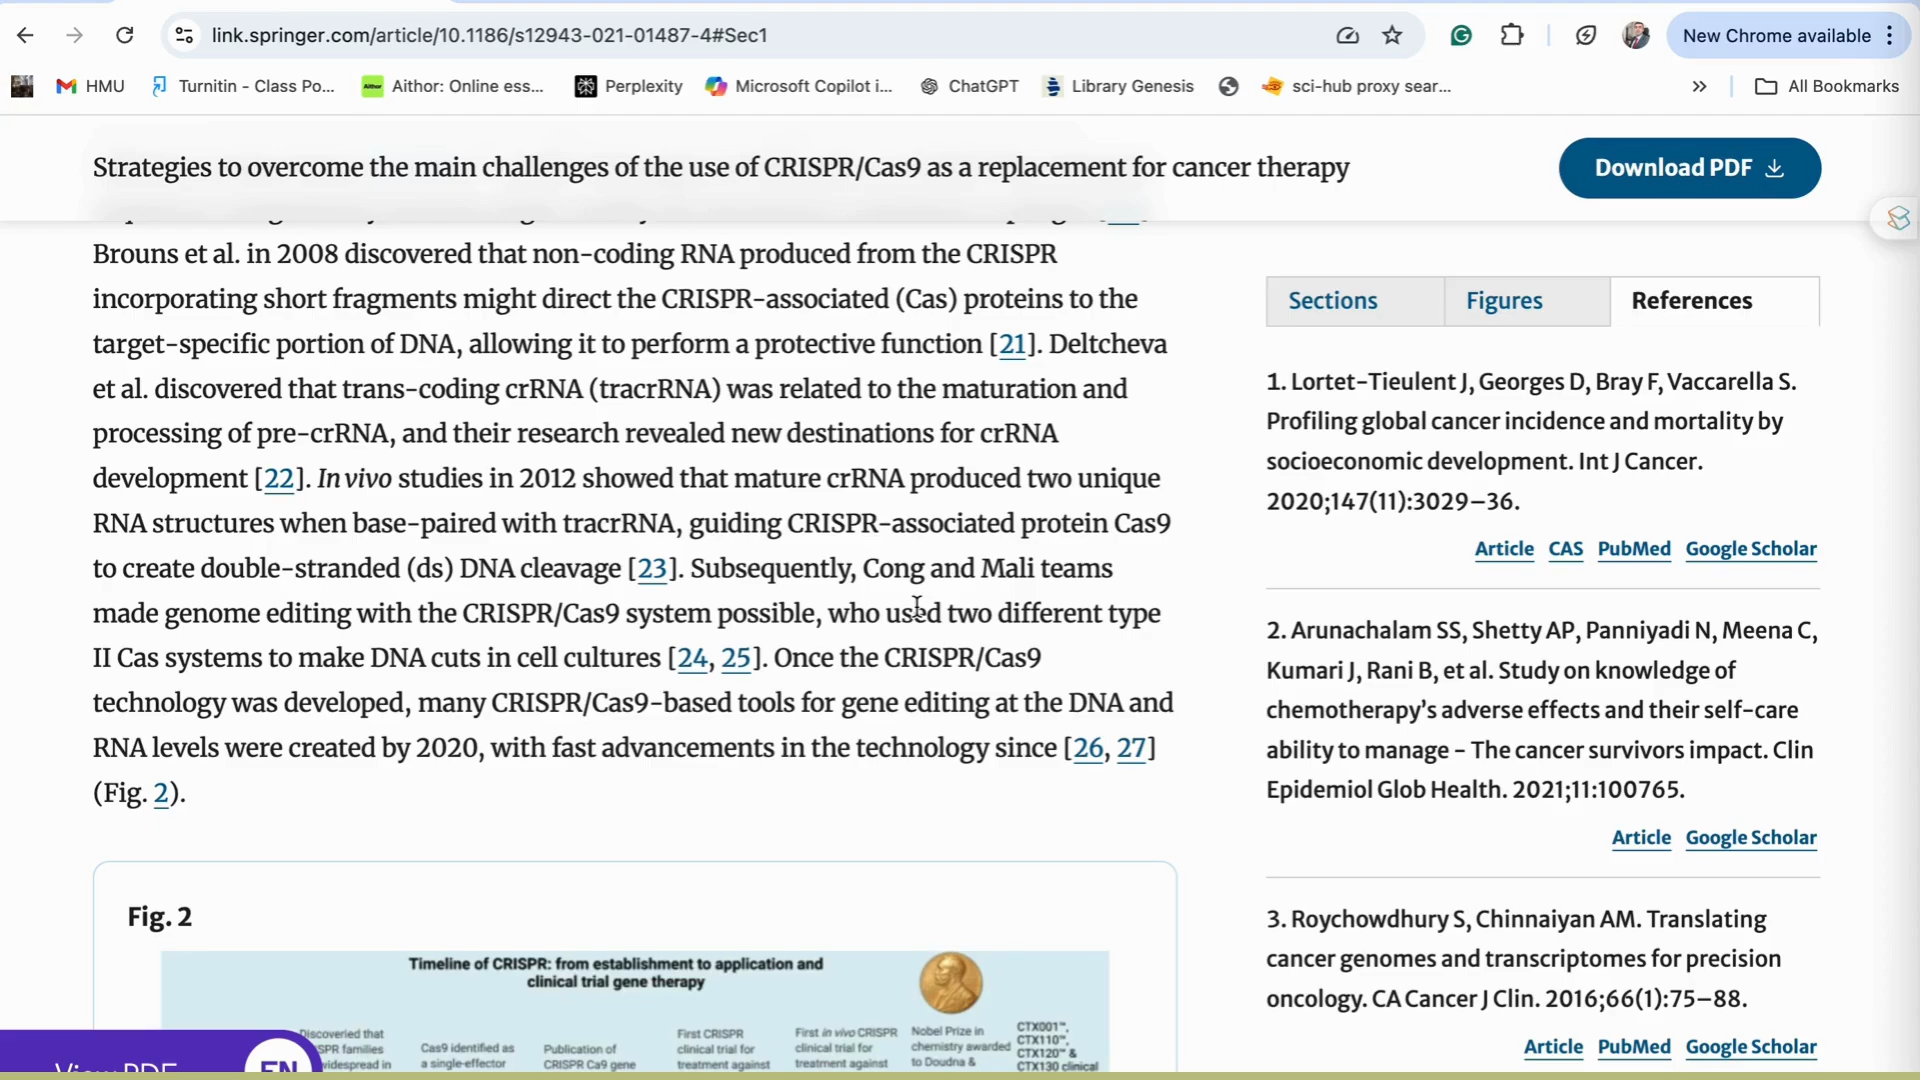 link.springer.com/article/10.1186/s12943-021-01487-4#Sec1
New Chrome available
HMU
Turnitin - Class Po...
Aithor: Online ess...
Perplexity
Microsoft Copilot i...
ChatGPT
Library Genesis
sci-hub proxy sear...
All Bookmarks
Strategies to overcome the main challenges of the use of CRISPR/Cas9 as a replacement for cancer therapy
Download PDF
Brouns et al. in 2008 discovered that non-coding RNA produced from the CRISPR
incorporating short fragments might direct the CRISPR-associated (Cas) proteins to the
target-specific portion of DNA, allowing it to perform a protective function [21]. Deltcheva
et al. discovered that trans-coding crRNA (tracrRNA) was related to the maturation and
processing of pre-crRNA, and their research revealed new destinations for crRNA
development [22]. In vivo studies in 2012 showed that mature crRNA produced two unique
RNA structures when base-paired with tracrRNA, guiding CRISPR-associated protein Cas9
to create double-stranded (ds) DNA cleavage [23]. Subsequently, Cong and Mali teams
made genome editing with the CRISPR/Cas9 system possible, who used two different type
II Cas systems to make DNA cuts in cell cultures [24, 25]. Once the CRISPR/Cas9
technology was developed, many CRISPR/Cas9-based tools for gene editing at the DNA and
RNA levels were created by 2020, with fast advancements in the technology since [26, 27]
(Fig. 2).
Fig. 2
Timeline of CRISPR: from establishment to application and
clinical trial gene therapy
Discoveried that
SPR families
videspread in
Cas9 identified as
a single-effector
Publication of
CRISPR Ca9 gene
First CRISPR
clinical trial for
treatment against
First in vivo CRISPR
clinical trial for
treatment against
Nobel Prize in
chemistry awarded
to Doudna &
CTX001™,
CTX110™,
CTX120™ &
CTX130 clinical
View PDF
EN
Sections
Figures
References
1. Lortet-Tieulent J, Georges D, Bray F, Vaccarella S.
Profiling global cancer incidence and mortality by
socioeconomic development. Int J Cancer.
2020;147(11):3029–36.
Article CAS PubMed Google Scholar
2. Arunachalam SS, Shetty AP, Panniyadi N, Meena C,
Kumari J, Rani B, et al. Study on knowledge of
chemotherapy's adverse effects and their self-care
ability to manage - The cancer survivors impact. Clin
Epidemiol Glob Health. 2021;11:100765.
Article Google Scholar
3. Roychowdhury S, Chinnaiyan AM. Translating
cancer genomes and transcriptomes for precision
oncology. CA Cancer J Clin. 2016;66(1):75–88.
Article PubMed Google Scholar